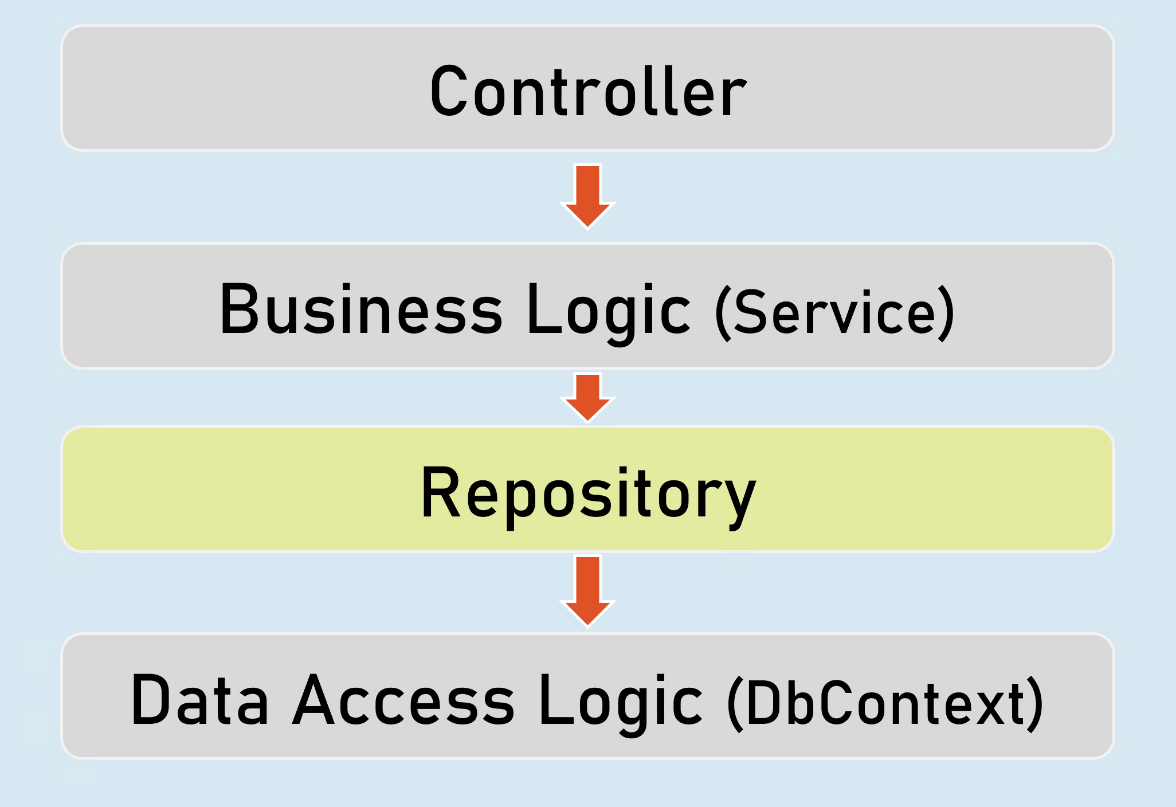 Controller
Business Logic (Service)
Repository
Data Access Logic (DbContext)